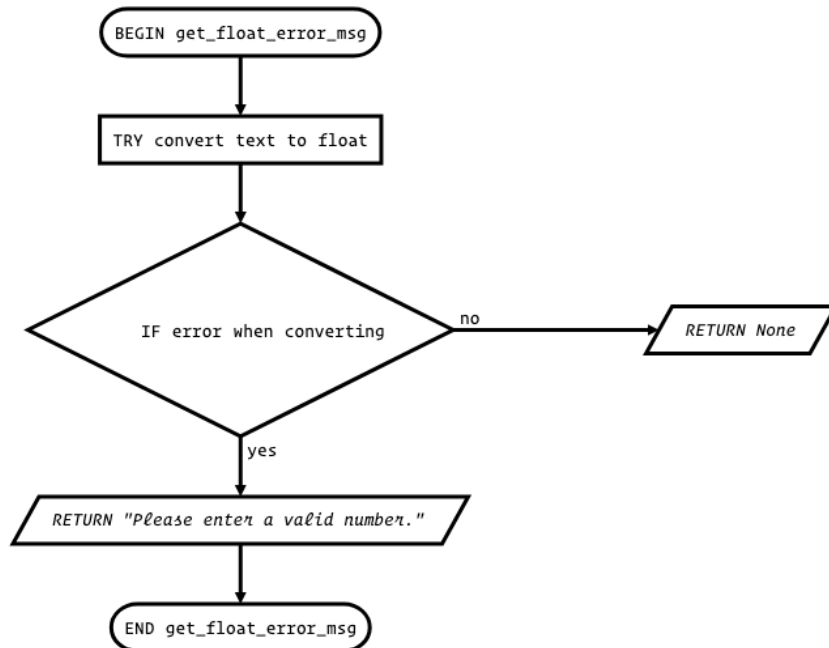 BEGIN get_float_error_msg
TRY convert text to float
IF error when converting
no
RETURN None
yes
RETURN "Please enter a valid number."
END get_float_error_msg